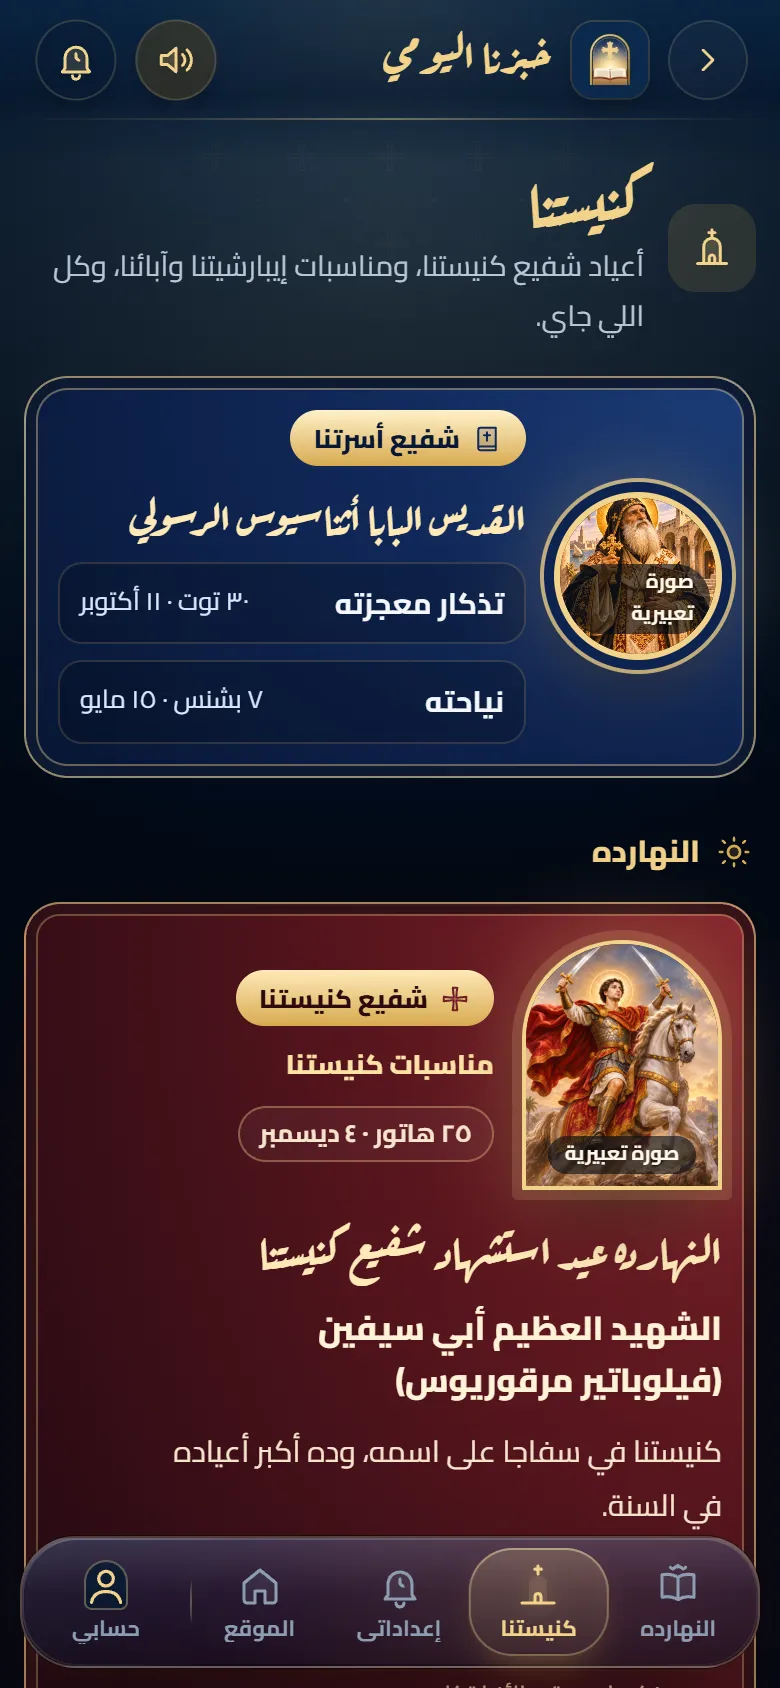 خبزنا اليومي
كنيستنا
أعياد شفيع كنيستنا، ومناسبات إيبارشيتنا وآبائنا، وكل
اللي جاي.
شفيع أسرتنا
القديس البابا أثناسيوس الرسولي
صورة
تعبيرية
تذكار معجزته
٣٠ توت · ١١ أكتوبر
نياحته
٧ بشنس · ١٥ مايو
النهارده
شفيع كنيستنا
مناسبات كنيستنا
٢٥ هاتور · ٤ ديسمبر
صورة تعبيرية
النهارده عيد استشهاد شفيع كنيستنا
الشهيد العظيم أبي سيفين
(فيلوباتير مرقوريوس)
كنيستنا في سفاجا على اسمه، وده أكبر أعياده
في السنة.
النهارده
كنيستنا
إعداداتى
الموقع
حسابي